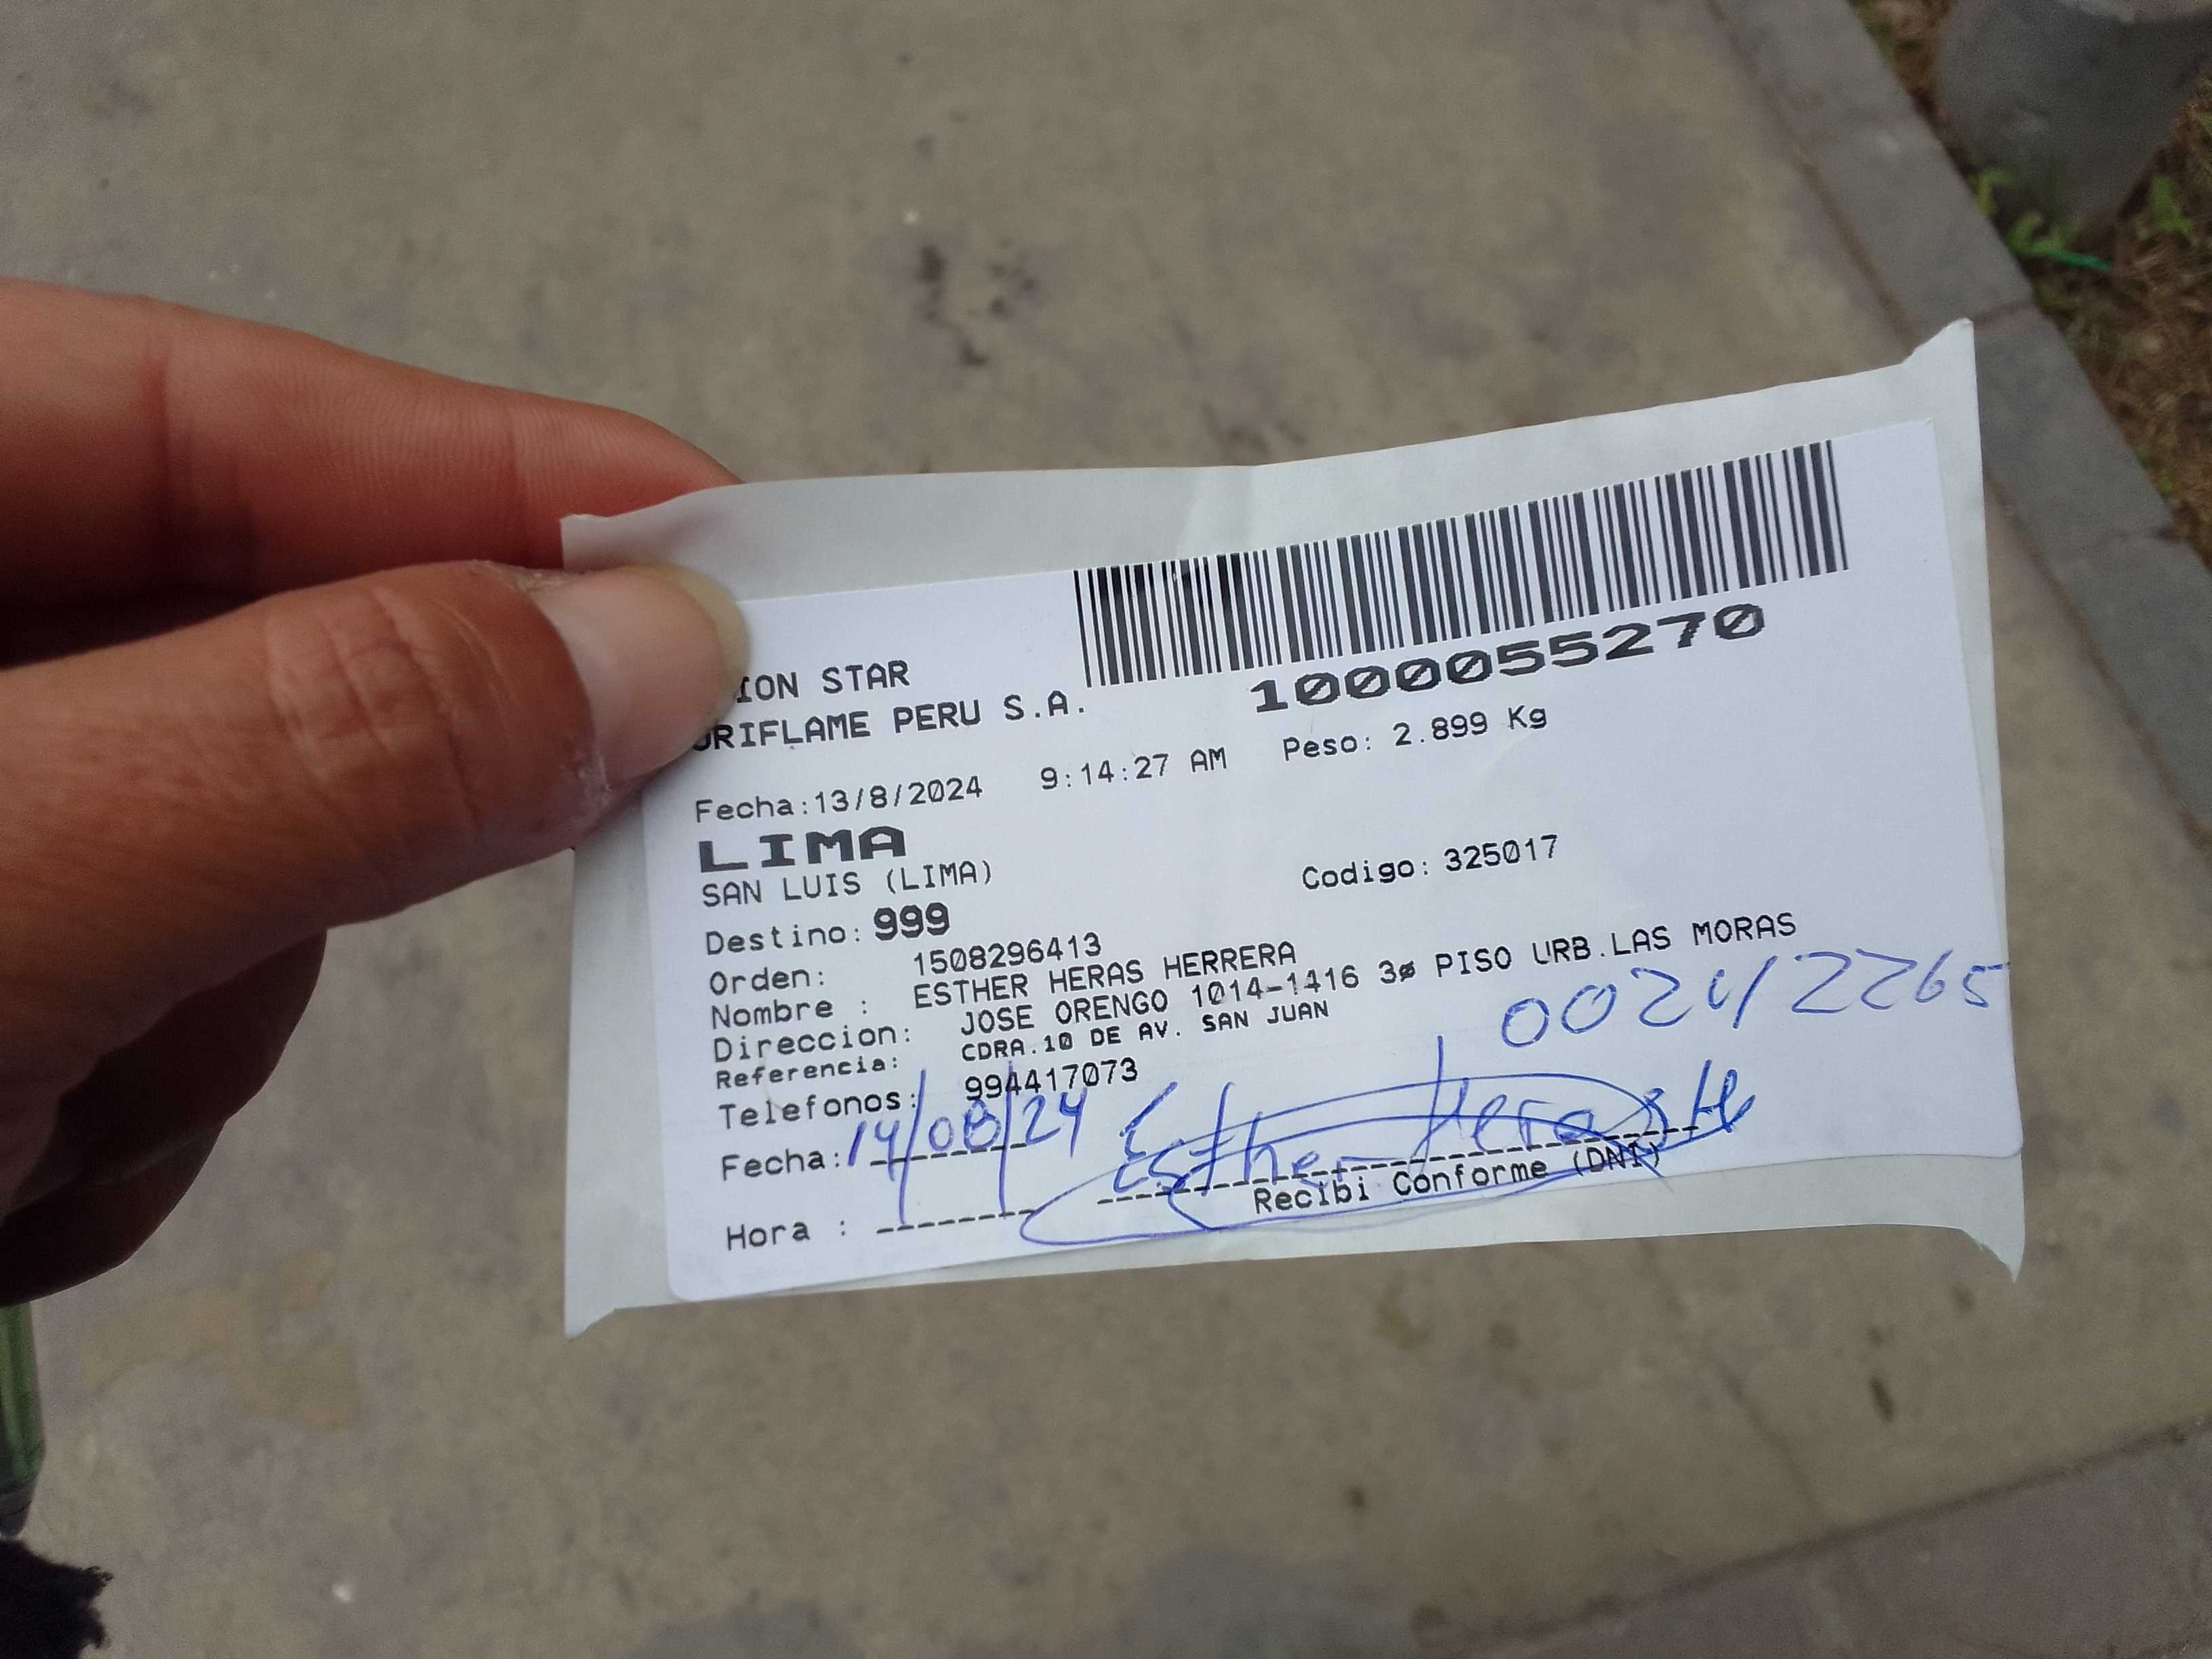 ION STAR
ORIFLAME PERU S.A.
1000055270
Fecha:13/8/2024 9:14:27 AM Peso: 2.899 Kg
LIMA
SAN LUIS (LIMA) Codigo: 325017
Destino: 999
Orden: 1508296413
Nombre : ESTHER HERAS HERRERA
Direccion: JOSE ORENGO 1014-1416 3ø PISO URB.LAS MORAS
Referencia: CDRA.10 DE AV. SAN JUAN
Telefonos: 994417073
Fecha: 14/08/24 Esther Heras H
Recibi Conforme (DNI)
Hora :